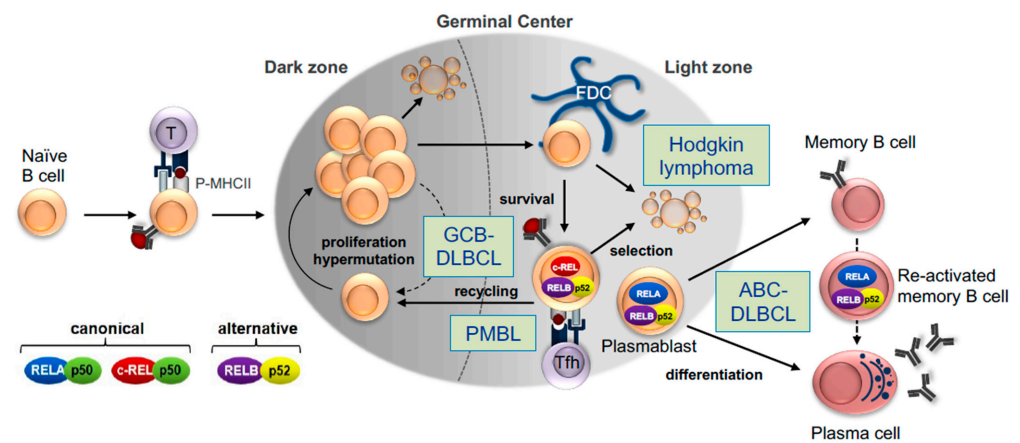 Germinal Center
Dark zone
Light zone
FDC
T
Naïve
B cell
P-MHCII
Hodgkin
lymphoma
Memory B cell
survival
proliferation
hypermutation
GCB-
DLBCL
selection
c-REL
RELB p52
recycling
PMBL
Tfh
RELA
RELB p52
Plasmablast
ABC-
DLBCL
RELA
RELB p52
Re-activated
memory B cell
differentiation
Plasma cell
canonical
alternative
RELA p50
c-REL p50
RELB p52